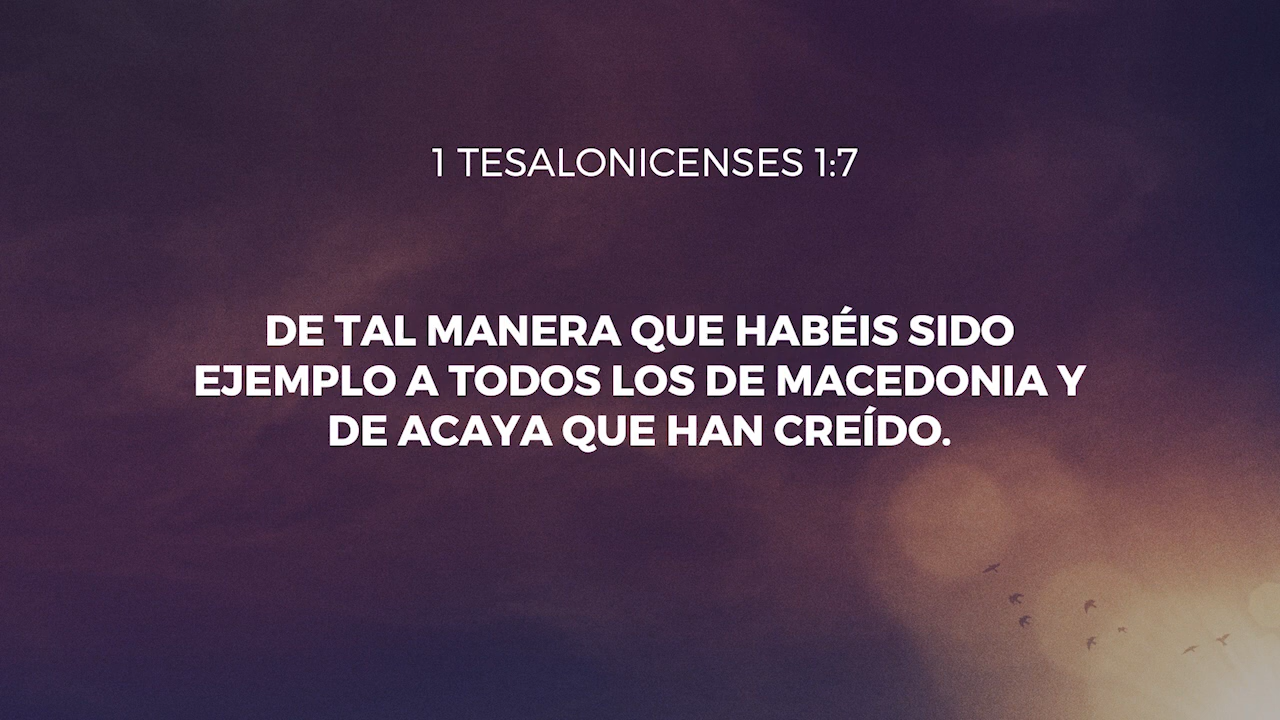 1 TESALONICENSES 1:7
DE TAL MANERA QUE HABÉIS SIDO
EJEMPLO A TODOS LOS DE MACEDONIA Y
DE ACAYA QUE HAN CREÍDO.